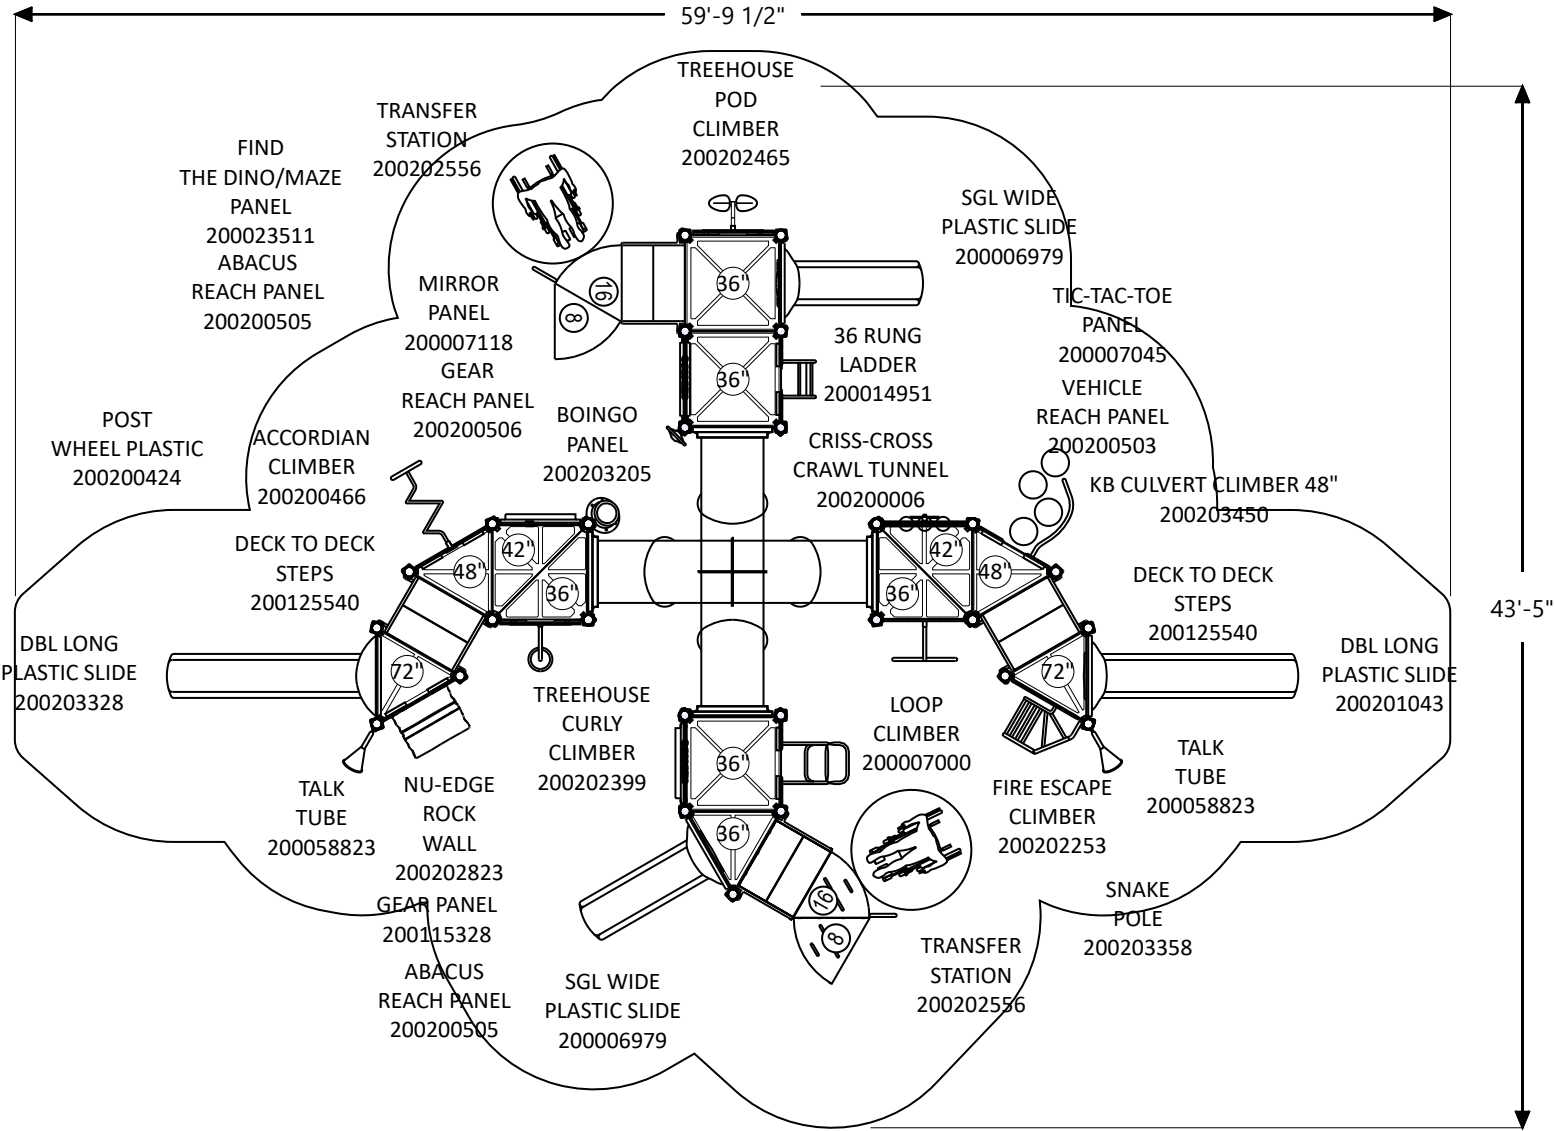 59'-9 1/2"
TREEHOUSE
POD
CLIMBER
200202465
TRANSFER
STATION
200202556
FIND
THE DINO/MAZE
PANEL
200023511
ABACUS
REACH PANEL
200200505
SGL WIDE
PLASTIC SLIDE
200006979
MIRROR
PANEL
200007118
GEAR
REACH PANEL
200200506
36"
16
8
TIC-TAC-TOE
PANEL
200007045
36 RUNG
LADDER
200014951
36"
VEHICLE
REACH PANEL
200200503
POST
WHEEL PLASTIC
200200424
ACCORDIAN
CLIMBER
200200466
BOINGO
PANEL
200203205
CRISS-CROSS
CRAWL TUNNEL
200200006
KB CULVERT CLIMBER 48"
200203450
DECK TO DECK
STEPS
200125540
42"
48"
36"
42"
48"
36"
DECK TO DECK
STEPS
200125540
43'-5"
DBL LONG
PLASTIC SLIDE
200203328
72"
72"
DBL LONG
PLASTIC SLIDE
200201043
TREEHOUSE
CURLY
CLIMBER
200202399
LOOP
CLIMBER
200007000
36"
TALK
TUBE
200058823
NU-EDGE
ROCK
WALL
200202823
FIRE ESCAPE
CLIMBER
200202253
TALK
TUBE
200058823
36"
16
8
GEAR PANEL
200115328
ABACUS
REACH PANEL
200200505
SGL WIDE
PLASTIC SLIDE
200006979
TRANSFER
STATION
200202556
SNAKE
POLE
200203358